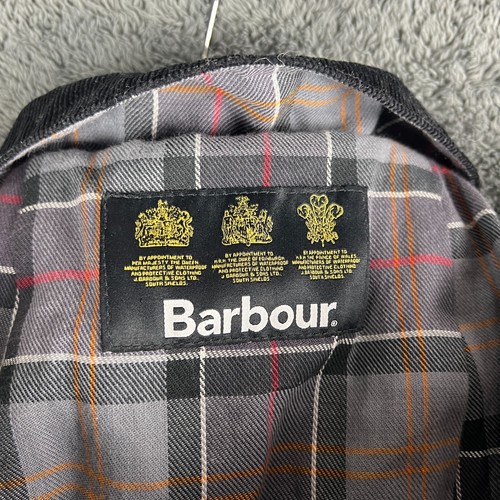 BY APPOINTMENT TO
HER MAJESTY THE QUEEN
MANUFACTURERS OF WATERPROOF
AND PROTECTIVE CLOTHING
J. BARBOUR & SONS LTD.
SOUTH SHIELDS.
BY APPOINTMENT TO
H.R.H. THE DUKE OF EDINBURGH
MANUFACTURERS OF WATERPROOF
AND PROTECTIVE CLOTHING
J. BARBOUR & SONS LTD.
SOUTH SHIELDS.
BY APPOINTMENT TO
H.R.H. THE PRINCE OF WALES
MANUFACTURERS OF WATERPROOF
AND PROTECTIVE CLOTHING
J. BARBOUR & SONS LTD.
SOUTH SHIELDS.
Barbour®